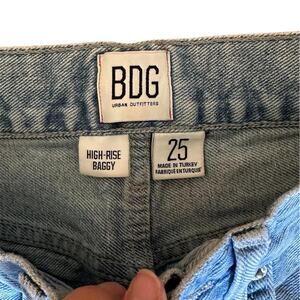 BDG
URBAN OUTFITTERS
HIGH-RISE
BAGGY
25
MADE IN TURKEY
FABRIQUÉ EN TURQUIE